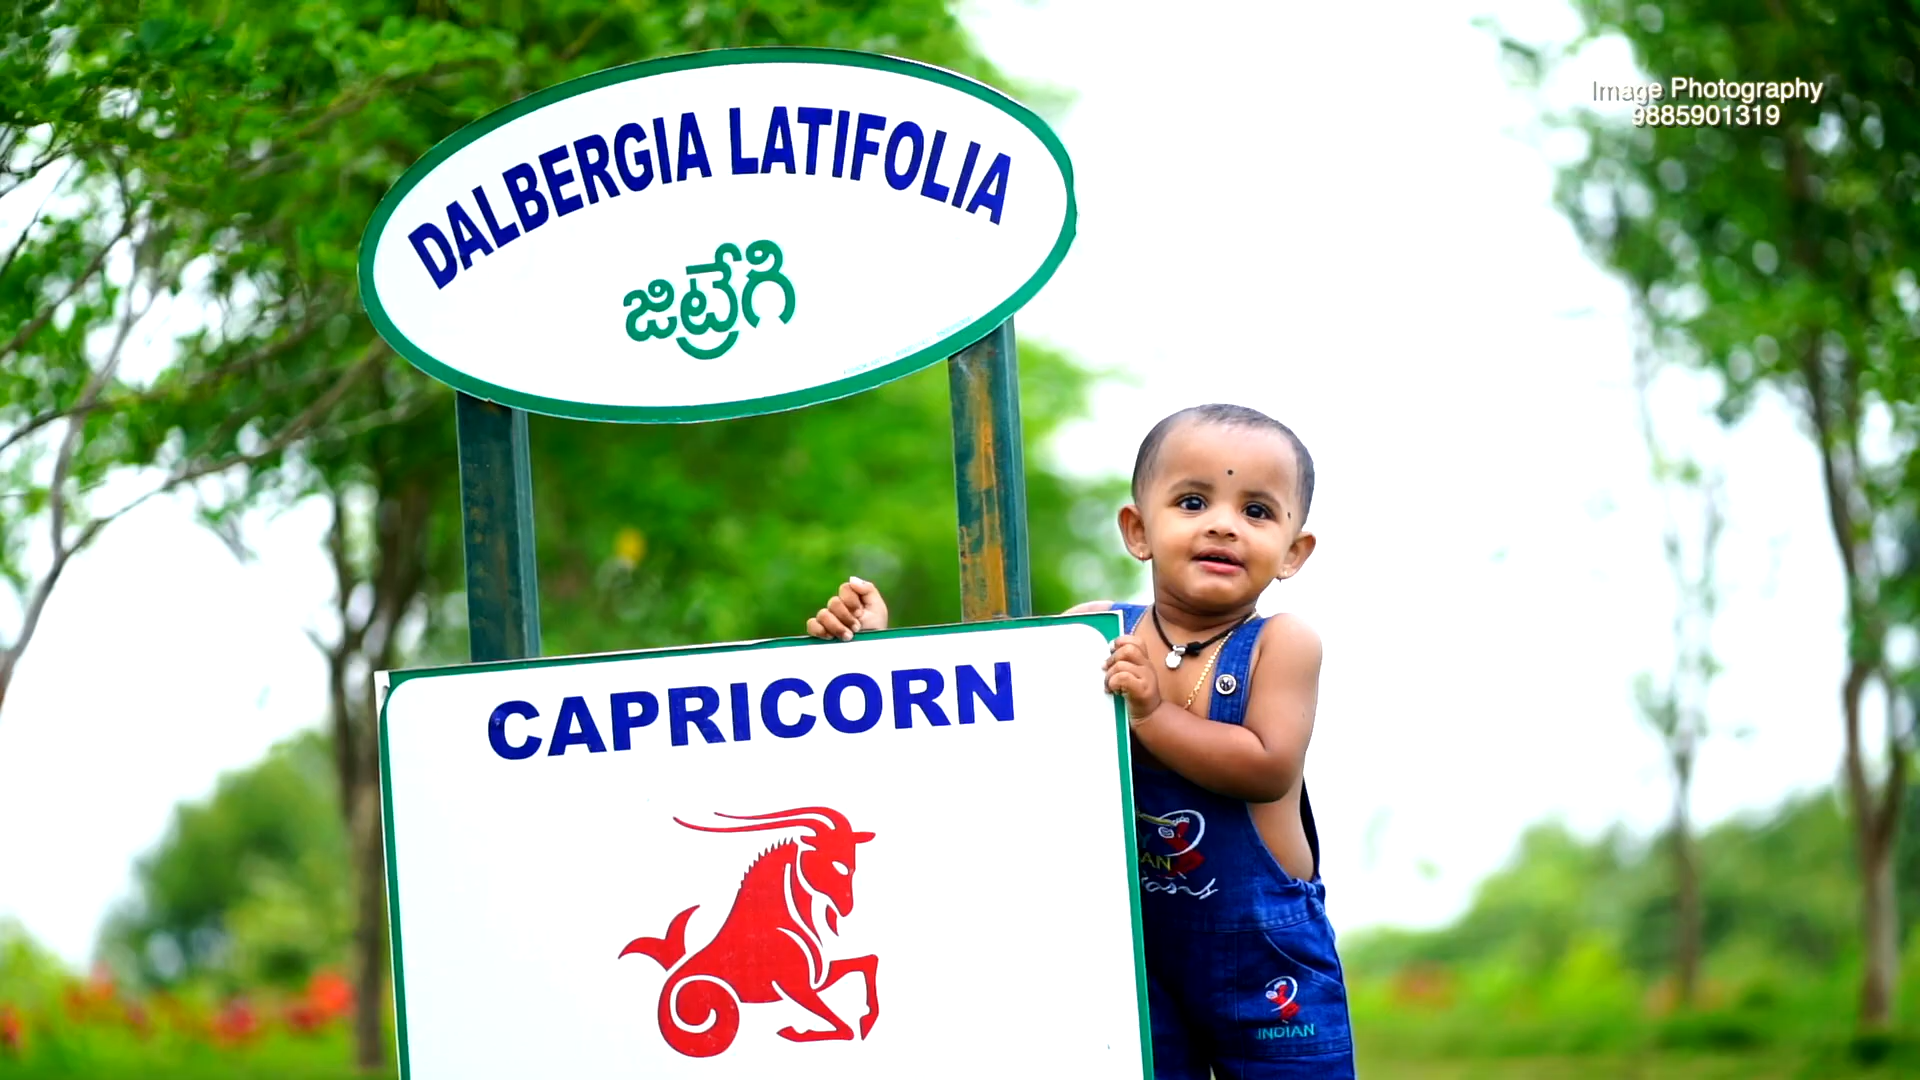 Image Photography
9885901319
DALBERGIA LATIFOLIA
జిట్రేగి
CAPRICORN
INDIAN